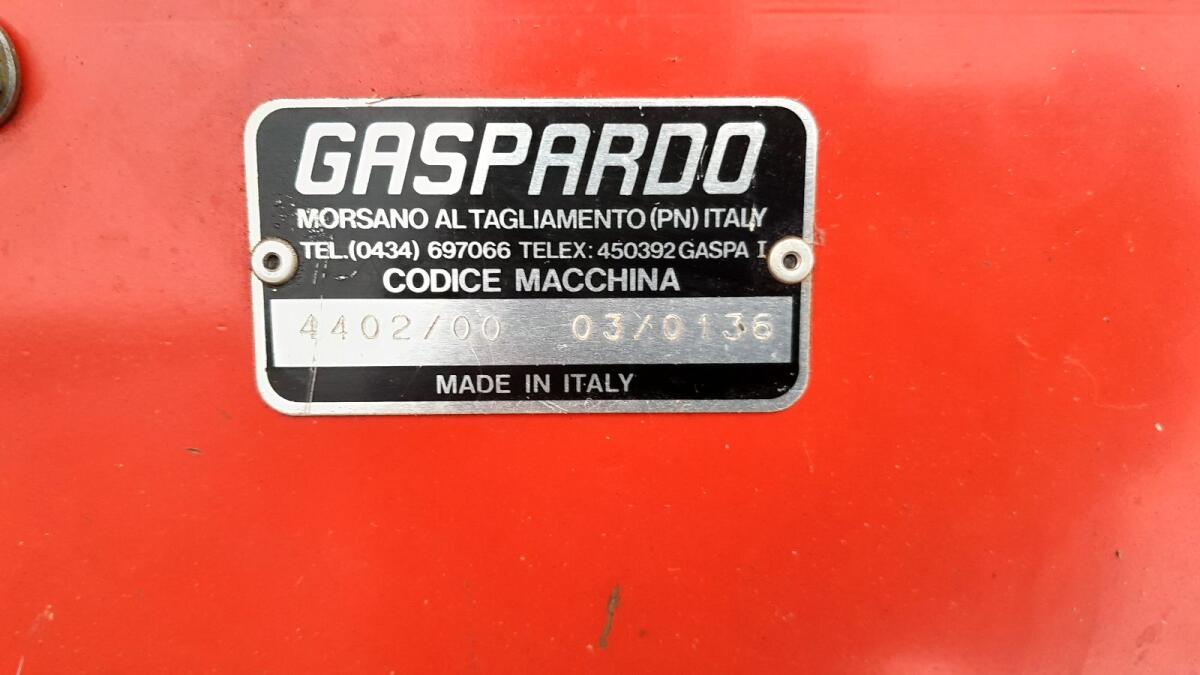 GASPARDO
MORSANO AL TAGLIAMENTO (PN) ITALY
TEL.(0434) 697066 TELEX: 450392 GASPA I
CODICE MACCHINA
4402/00 03/0136
MADE IN ITALY